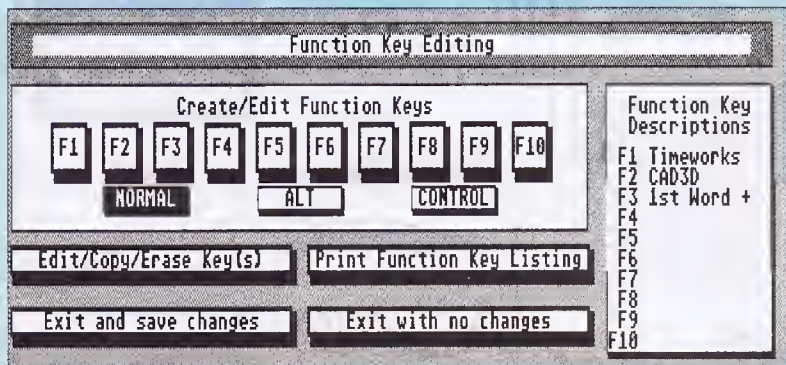 Function Key Editing
Create/Edit Function Keys
F1 F2 F3 F4 F5 F6 F7 F8 F9 F10
NORMAL ALT CONTROL
Edit/Copy/Erase Key(s) Print Function Key Listing
Exit and save changes Exit with no changes
Function Key
Descriptions
F1 Timeworks
F2 CAD3D
F3 1st Word +
F4
F5
F6
F7
F8
F9
F10